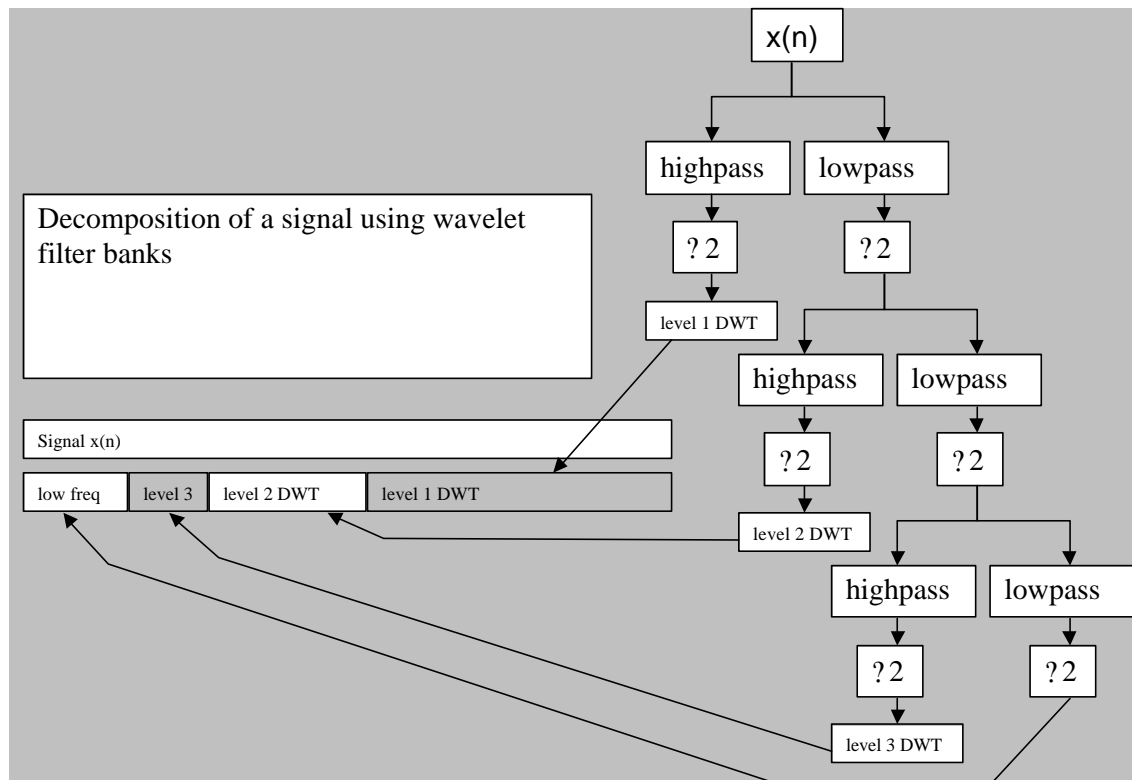 x(n)
highpass
lowpass
Decomposition of a signal using wavelet
filter banks
? 2
? 2
level 1 DWT
highpass
lowpass
Signal x(n)
? 2
? 2
low freq
level 3
level 2 DWT
level 1 DWT
level 2 DWT
highpass
lowpass
? 2
? 2
level 3 DWT